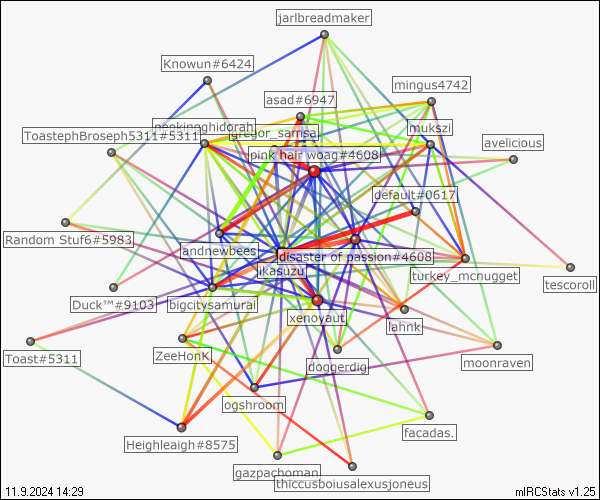 jarlbreadmaker
Knowun#6424
mingus4742
asad#6947
nookingghidorah
ToastephBroseph5311#5311
gregor_samsa.
mukszi
avelicious
pink hair woag#4608
default#0617
Random Stuf6#5983
andnewbees
disaster of passion#4608
ikasuzu
turkey_mcnugget
tescoroll
Duck™#9103
bigcitysamurai
xenoyaut
lahnk
Toast#5311
ZeeHonK
doggerdig
moonraven
ogshroom
facadas.
Heighleaigh#8575
gazpachoman
thiccusboiusalexusjoneus
11.9.2024 14:29
mIRCStats v1.25